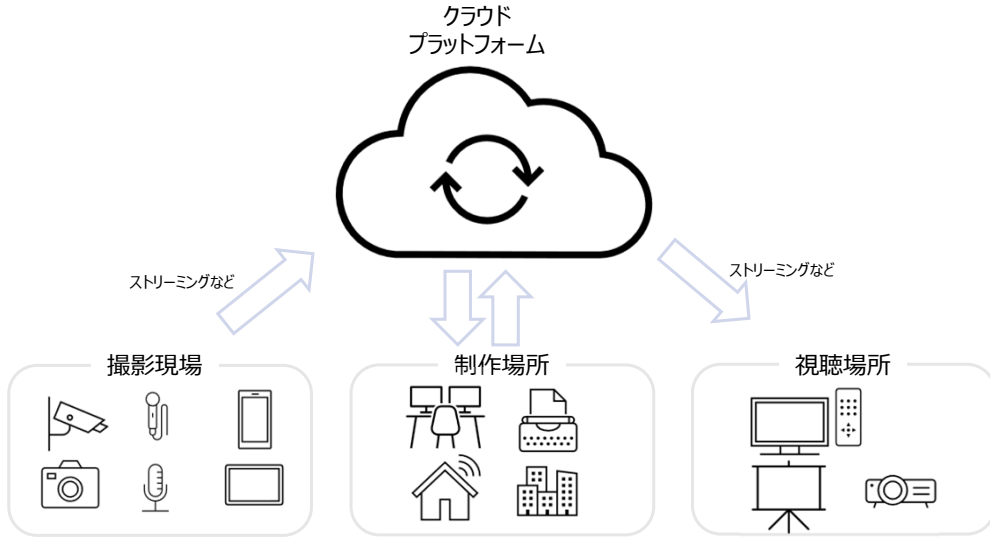 クラウド
プラットフォーム
ストリーミングなど
ストリーミングなど
撮影現場
制作場所
視聴場所